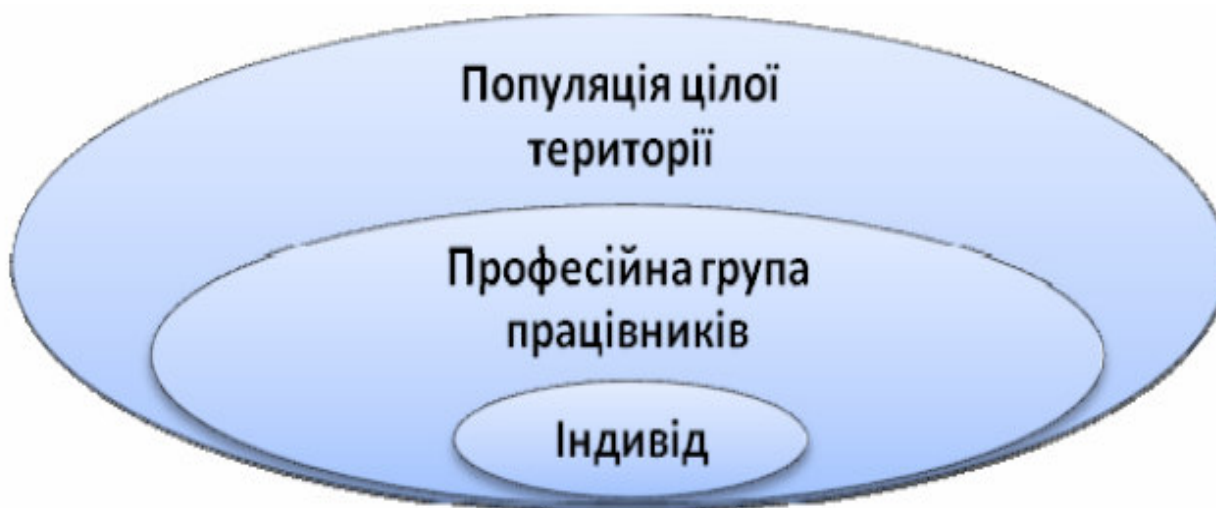 Популяція цілої
території
Професійна група
працівників
Індивід